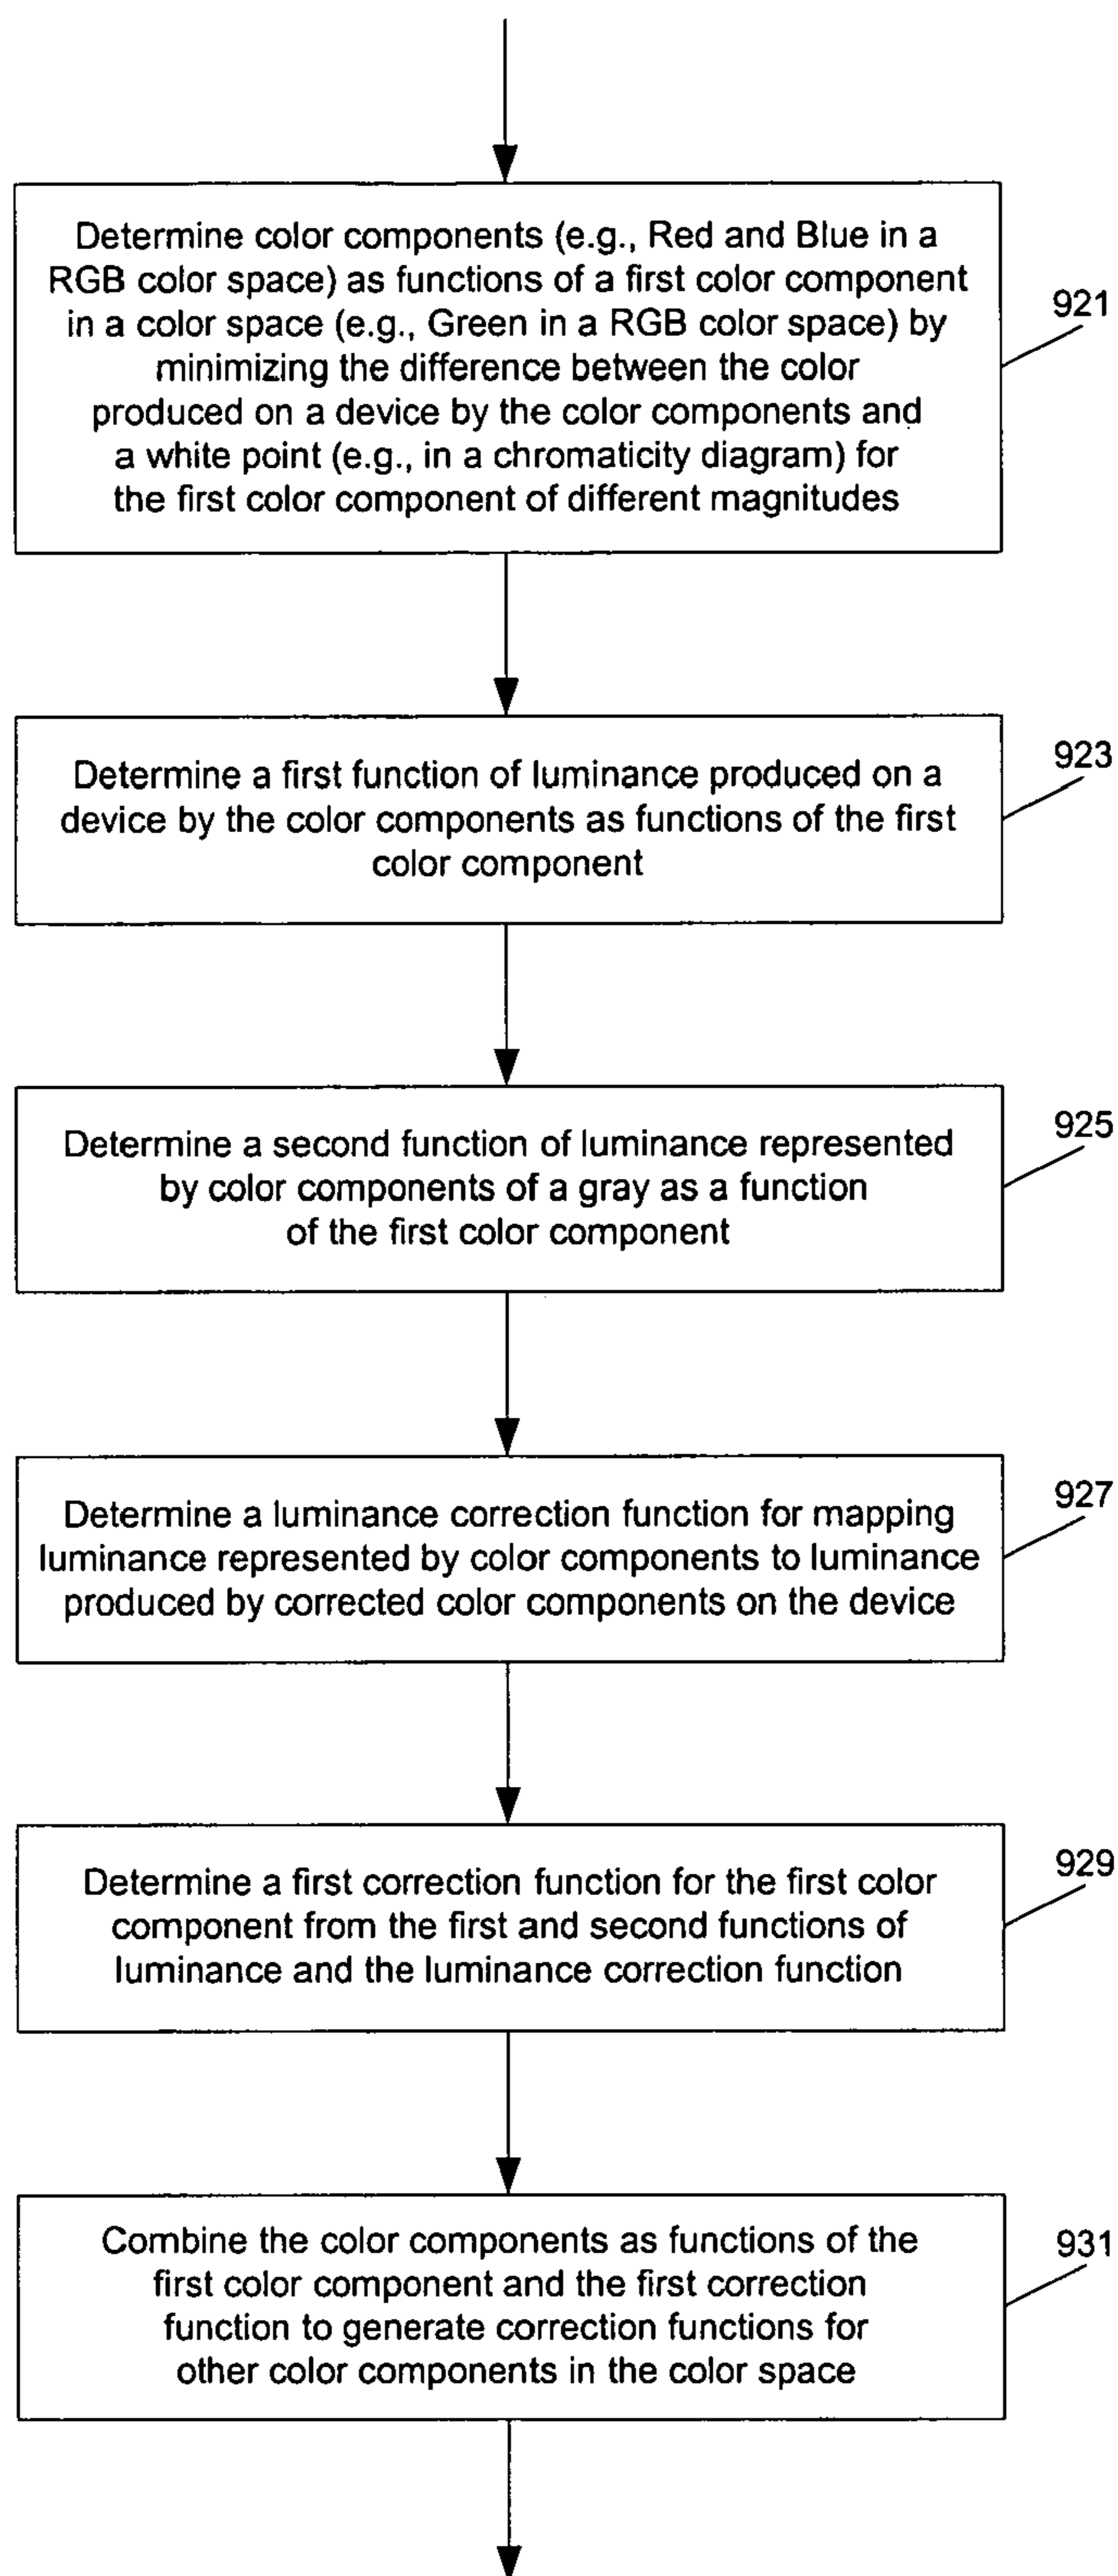 Determine color components (e.g., Red and Blue in a
RGB color space) as functions of a first color component
in a color space (e.g., Green in a RGB color space) by
minimizing the difference between the color
produced on a device by the color components and
a white point (e.g., in a chromaticity diagram) for
the first color component of different magnitudes
921
Determine a first function of luminance produced on a
device by the color components as functions of the first
color component
923
Determine a second function of luminance represented
by color components of a gray as a function
of the first color component
925
Determine a luminance correction function for mapping
luminance represented by color components to luminance
produced by corrected color components on the device
927
Determine a first correction function for the first color
component from the first and second functions of
luminance and the luminance correction function
929
Combine the color components as functions of the
first color component and the first correction
function to generate correction functions for
other color components in the color space
931